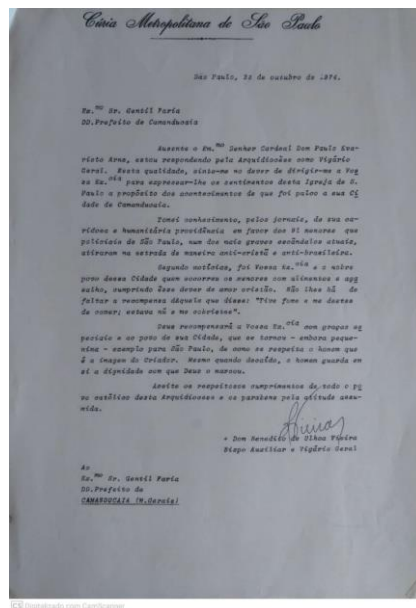 Cúria Metropolitana de São Paulo
São Paulo, de outubro de 1974.
Ex.mo Sr. Gentil Faria
DD.Prefeito de Camanducaia
Ausente o Em.mo Senhor Cardeal Dom Paulo Eva-
risto Arns, estou respondendo pela Arquidiocese como Vigário
Geral. Nesta qualidade, sinto-me no dever de dirigir-me a Vos
sa Ex.cia para expressar-lhe os sentimentos desta Igreja de S.
Paulo a propósito dos acontecimentos de que foi palco a sua Ci
dade de Camanducaia.
Tomei conhecimento, pelos jornais, de sua ca-
ridosa e humanitária providência em favor dos 91 menores que
policiais de São Paulo, num dos mais graves escândalos atuais,
atiraram na estrada de maneira anti-cristã e anti-brasileira.
Segundo notícias, foi Vossa Ex.cia e o nobre
povo dessa Cidade quem socorreu os menores com alimentos e aga
salho, cumprindo êsse dever de amor cristão. Não lhes há de
faltar a recompensa dAquele que disse: "Tive fome e me destes
de comer; estava nú e me cobristes".
Deus recompensará a Vossa Ex.cia com graças es
peciais e ao povo de sua Cidade, que se tornou - embora peque-
nina - exemplo para São Paulo, de como se respeita o homem que
é a imagem do Criador. Mesmo quando decaído, o homem guarda em
si a dignidade com que Deus o marcou.
Aceite os respeitosos cumprimentos de todo o po
vo católico desta Arquidiocese e os parabens pela atitude assu-
mida.
+ Dom Benedito de Ulhoa Vieira
Bispo Auxiliar e Vigário Geral
Ao
Ex.mo Sr. Gentil Faria
DD.Prefeito de
CAMANDUCAIA (M.Gerais)
CS Digitalizado com CamScanner